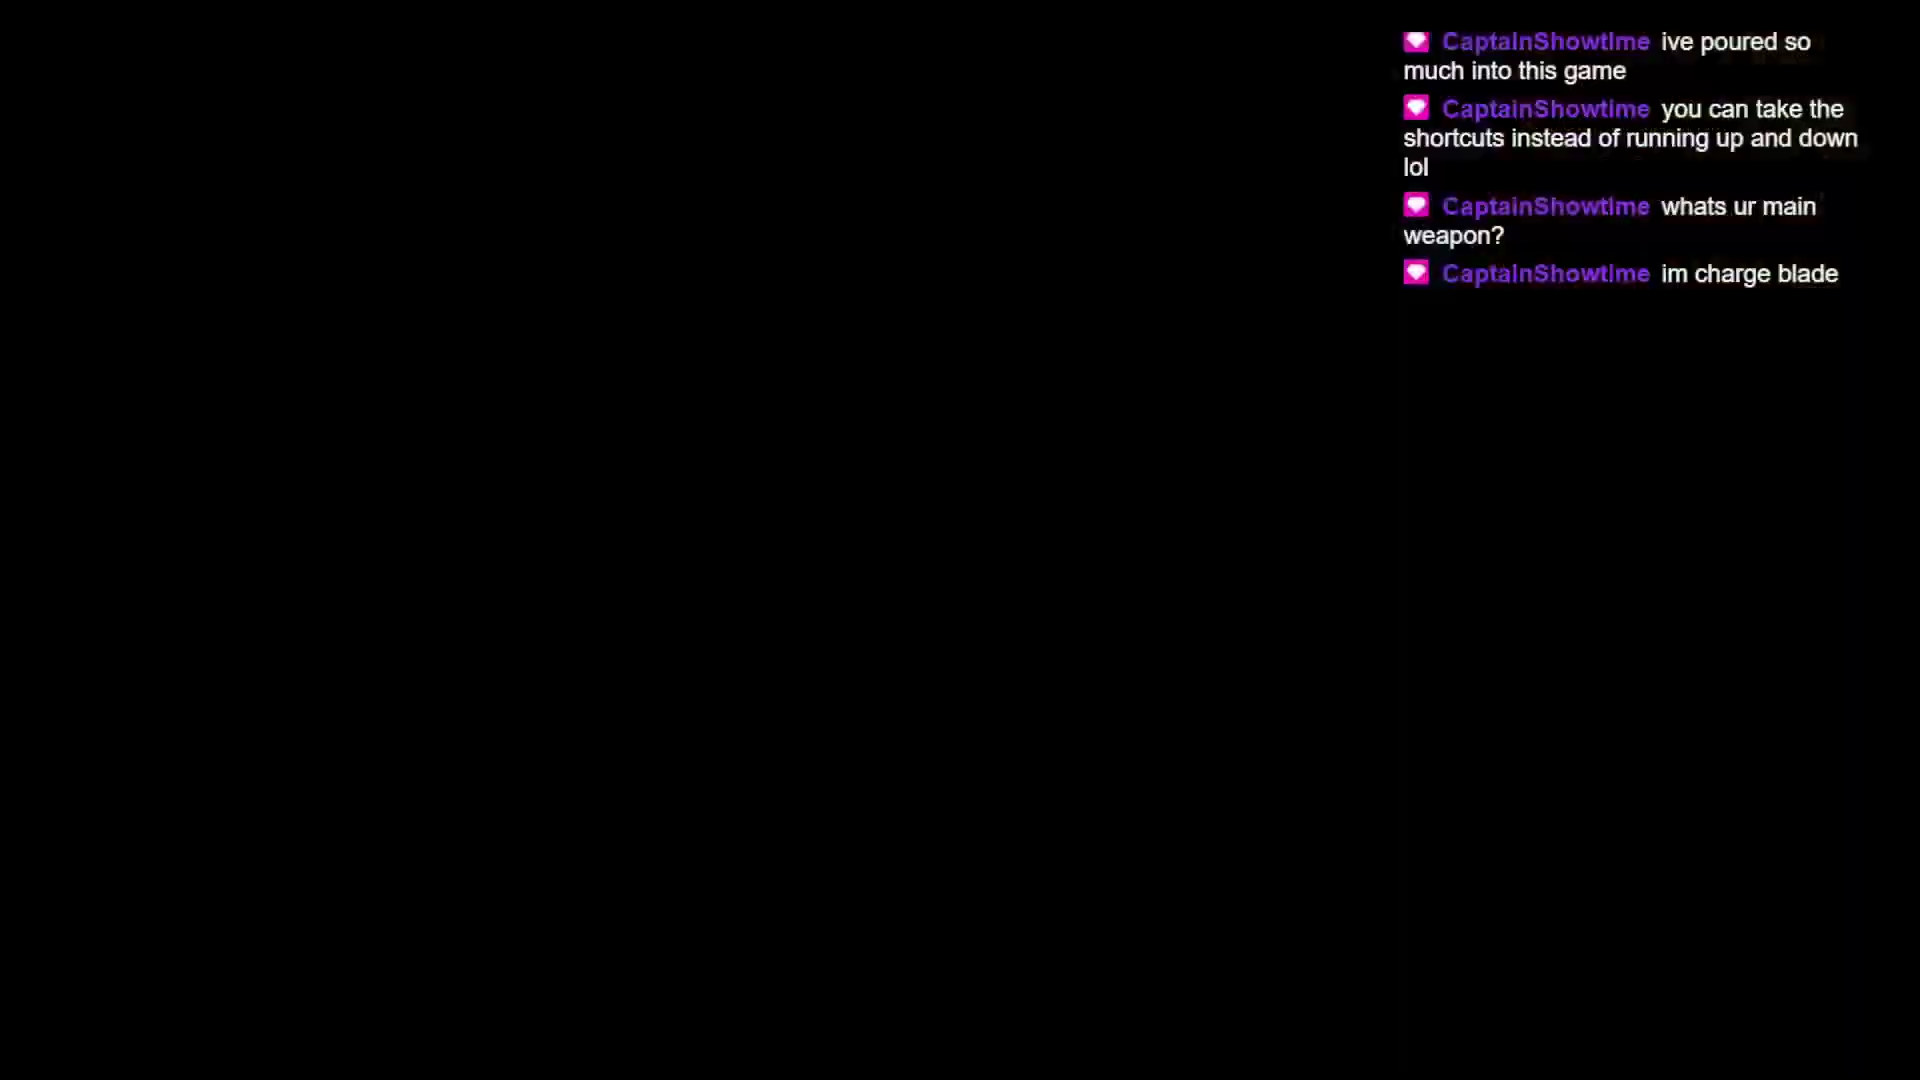 CaptainShowtime ive poured so
much into this game
CaptainShowtime you can take the
shortcuts instead of running up and down
lol
CaptainShowtime whats ur main
weapon?
CaptainShowtime im charge blade